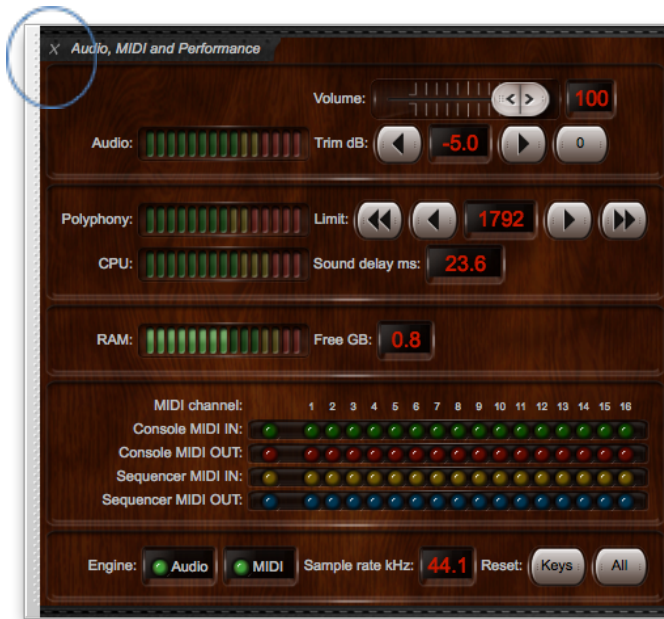 X Audio, MIDI and Performance
Volume: 100
Audio: Trim dB: -5.0 0
Polyphony: Limit: 1792
CPU: Sound delay ms: 23.6
RAM: Free GB: 0.8
MIDI channel: 1 2 3 4 5 6 7 8 9 10 11 12 13 14 15 16
Console MIDI IN:
Console MIDI OUT:
Sequencer MIDI IN:
Sequencer MIDI OUT:
Engine: Audio MIDI Sample rate kHz: 44.1 Reset: Keys All